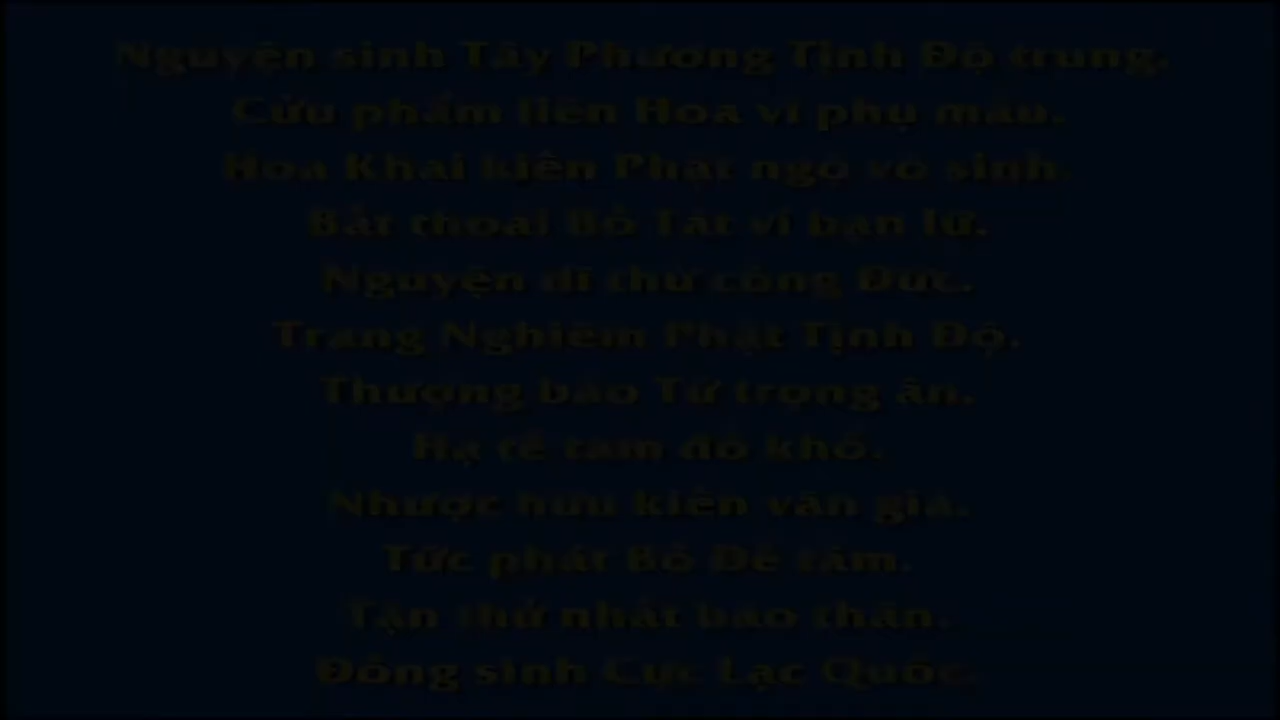 Nguyện sinh Tây Phương Tịnh Độ trung.
Cửu phẩm liên Hoa vi phụ mẫu.
Hoa Khai kiến Phật ngộ vô sinh.
Bất thoái Bồ Tát vi bạn lữ.
Nguyện dĩ thử công Đức.
Trang Nghiêm Phật Tịnh Độ.
Thượng báo Tứ trọng ân.
Hạ tế tam đồ khổ.
Nhược hữu kiến văn giả.
Tức phát Bồ Đề tâm.
Tận thử nhất báo thân.
Đồng sinh Cực Lạc Quốc.